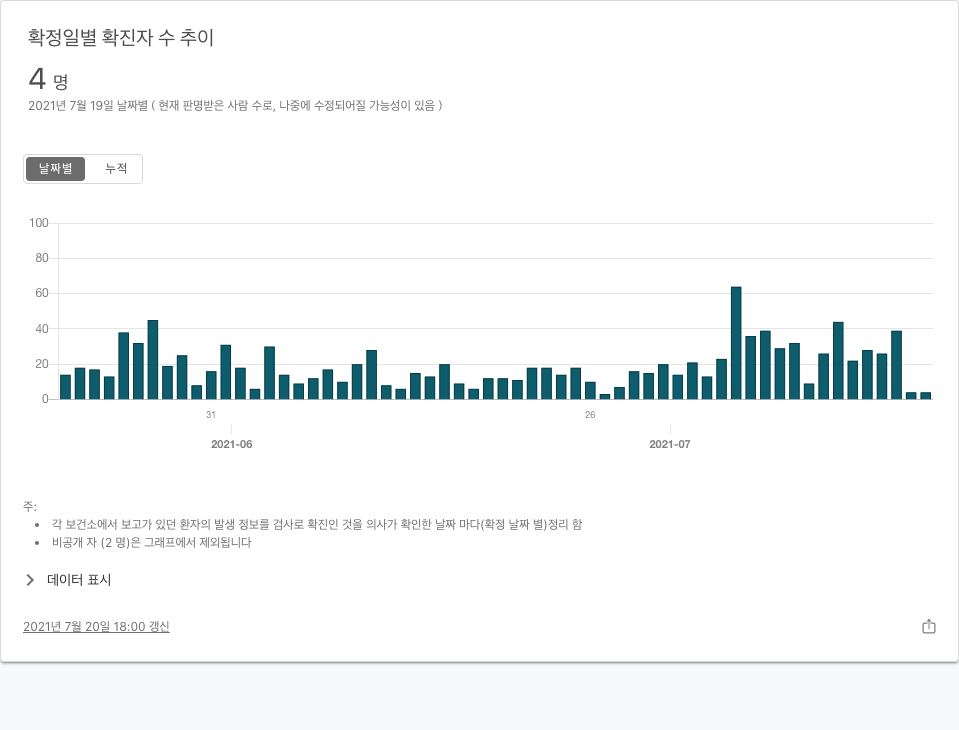 확정일별 확진자 수 추이
4 명
2021년 7월 19일 날짜별 ( 현재 판명받은 사람 수로, 나중에 수정되어질 가능성이 있음 )
날짜별 누적
100
80
60
40
20
0
31 26
2021-06 2021-07
주:
각 보건소에서 보고가 있던 환자의 발생 정보를 검사로 확진인 것을 의사가 확인한 날짜 마다(확정 날짜 별)정리 함
비공개 자 (2 명)은 그래프에서 제외됩니다
데이터 표시
2021년 7월 20일 18:00 갱신